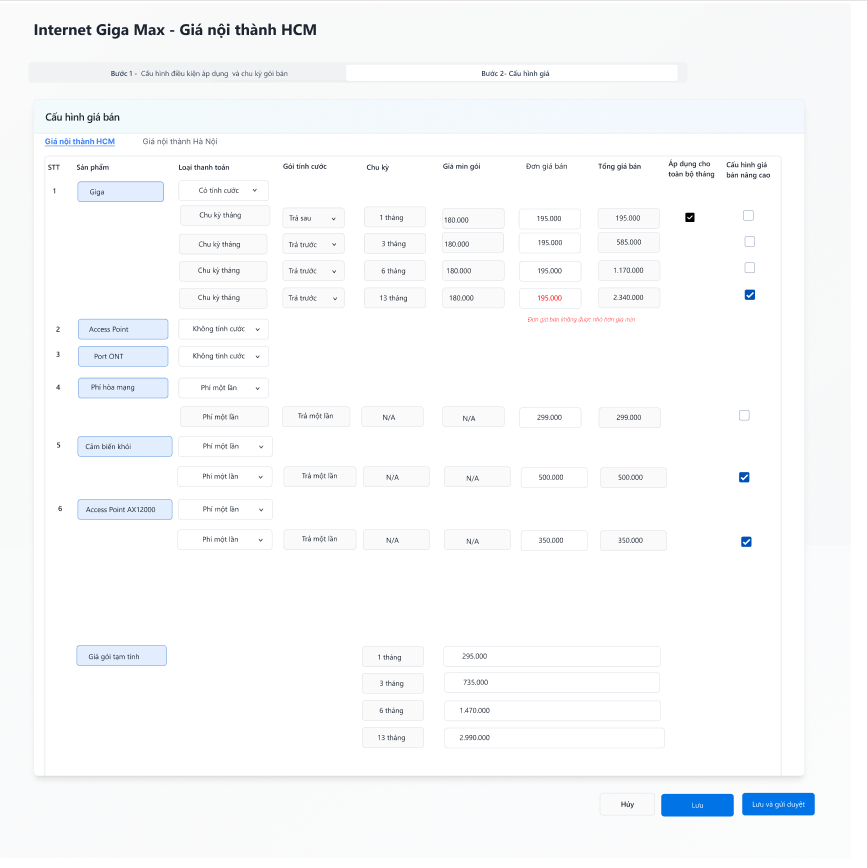 Internet Giga Max - Giá nội thành HCM
Bước 1 - Cấu hình điều kiện áp dụng và chu kỳ gói bán
Bước 2- Cấu hình giá
Cấu hình giá bán
Giá nội thành HCM Giá nội thành Hà Nội
STT Sản phẩm Loại thanh toán Gói tính cước Chu kỳ Giá min gói Đơn giá bán Tổng giá bán Áp dụng cho toàn bộ tháng Cấu hình giá bán nâng cao
1 Giga Có tính cước
Chu kỳ tháng Trả sau 1 tháng 180.000 195.000 195.000
Chu kỳ tháng Trả trước 3 tháng 180.000 195.000 585.000
Chu kỳ tháng Trả trước 6 tháng 180.000 195.000 1.170.000
Chu kỳ tháng Trả trước 13 tháng 180.000 195.000 2.340.000
Đơn giá bán không được nhỏ hơn giá min
2 Access Point Không tính cước
3 Port ONT Không tính cước
4 Phí hòa mạng Phí một lần
Phí một lần Trả một lần N/A N/A 299.000 299.000
5 Cảm biến khói Phí một lần
Phí một lần Trả một lần N/A N/A 500.000 500.000
6 Access Point AX12000 Phí một lần
Phí một lần Trả một lần N/A N/A 350.000 350.000
Giá gói tạm tính 1 tháng 295.000
3 tháng 735.000
6 tháng 1.470.000
13 tháng 2.990.000
Hủy Lưu Lưu và gửi duyệt